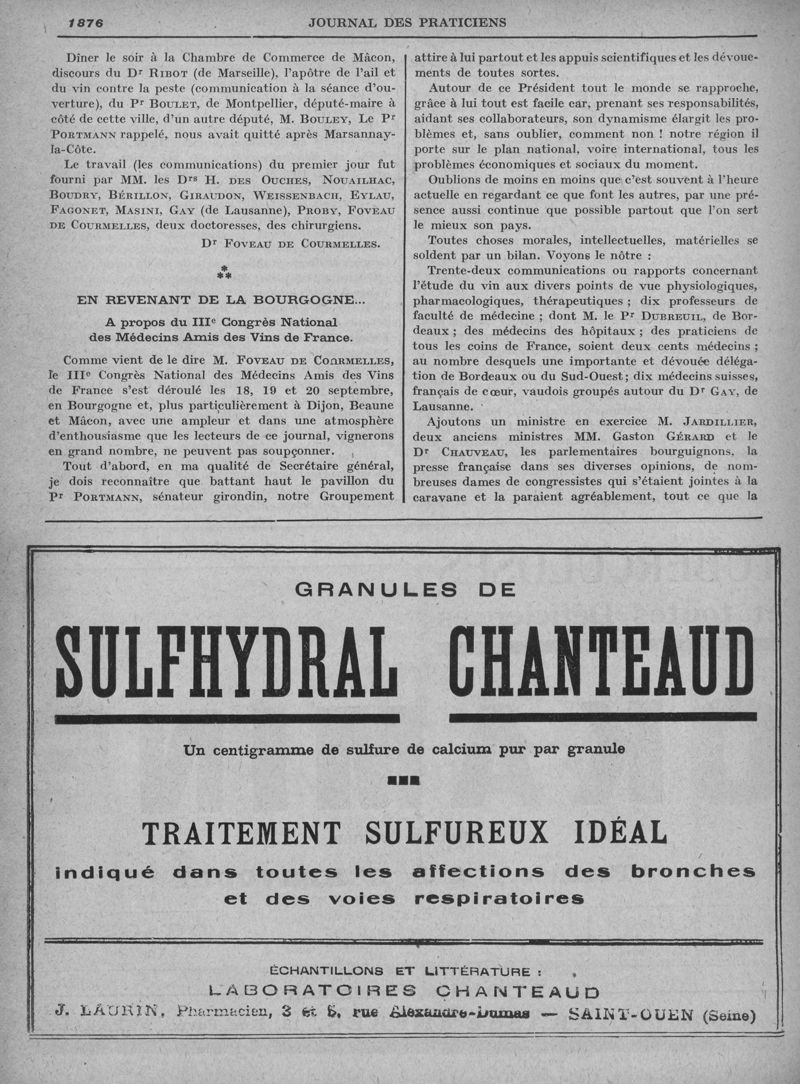 1876
JOURNAL DES PRATICIENS
Dîner le soir à la Chambre de Commerce de Mâcon,
discours du Dr RIBOT (de Marseille), l'apôtre de l'ail et
du vin contre la peste (communication à la séance d'ou-
verture), du Pr BOULET, de Montpellier, député-maire à
côté de cette ville, d'un autre député, M. BOULEY, Le Pr
PORTMANN rappelé, nous avait quitté après Marsannay-
la-Côte.
Le travail (les communications) du premier jour fut
fourni par MM. les Drs H. DES OUCHES, NOUAILHAC,
BOUDRY, BÉRILLON, GIRAUDON, WEISSENBACH, EYLAU,
FAGONET, MASINI, GAY (de Lausanne), PROBY, FOVEAU
DE COURMELLES, deux doctoresses, des chirurgiens.
Dr FOVEAU DE COURMELLES.
*
**
EN REVENANT DE LA BOURGOGNE...
A propos du IIIe Congrès National
des Médecins Amis des Vins de France.
Comme vient de le dire M. FOVEAU DE COURMELLES,
le IIIe Congrès National des Médecins Amis des Vins
de France s'est déroulé les 18, 19 et 20 septembre,
en Bourgogne et, plus particulièrement à Dijon, Beaune
et Mâcon, avec une ampleur et dans une atmosphère
d'enthousiasme que les lecteurs de ce journal, vignerons
en grand nombre, ne peuvent pas soupçonner.
Tout d'abord, en ma qualité de Secrétaire général,
je dois reconnaître que battant haut le pavillon du
Pr PORTMANN, sénateur girondin, notre Groupement
attire à lui partout et les appuis scientifiques et les dévoue-
ments de toutes sortes.
Autour de ce Président tout le monde se rapproche,
grâce à lui tout est facile car, prenant ses responsabilités,
aidant ses collaborateurs, son dynamisme élargit les pro-
blèmes et, sans oublier, comment non ! notre région il
porte sur le plan national, voire international, tous les
problèmes économiques et sociaux du moment.
Oublions de moins en moins que c'est souvent à l'heure
actuelle en regardant ce que font les autres, par une pré-
sence aussi continue que possible partout que l'on sert
le mieux son pays.
Toutes choses morales, intellectuelles, matérielles se
soldent par un bilan. Voyons le nôtre :
Trente-deux communications ou rapports concernant
l'étude du vin aux divers points de vue physiologiques,
pharmacologiques, thérapeutiques ; dix professeurs de
faculté de médecine ; dont M. le Pr DUBREUIL, de Bor-
deaux ; des médecins des hôpitaux ; des praticiens de
tous les coins de France, soient deux cents médecins ;
au nombre desquels une importante et dévouée déléga-
tion de Bordeaux ou du Sud-Ouest ; dix médecins suisses,
français de cœur, vaudois groupés autour du Dr GAY, de
Lausanne.
Ajoutons un ministre en exercice M. JARDILLIER,
deux anciens ministres MM. Gaston GÉRARD et le
Dr CHAUVEAU, les parlementaires bourguignons, la
presse française dans ses diverses opinions, de nom-
breuses dames de congressistes qui s'étaient jointes à la
caravane et la paraient agréablement, tout ce que la
GRANULES DE
SULFHYDRAL CHANTEAUD
Un centigramme de sulfure de calcium pur par granule
TRAITEMENT SULFUREUX IDÉAL
indiqué dans toutes les affections des bronches
et des voies respiratoires
ÉCHANTILLONS ET LITTÉRATURE :
LABORATOIRES CHANTEAUD
J. LAURIN, Pharmacien, 3 et 5, rue Alexandre-Dumas — SAINT-OUEN (Seine)